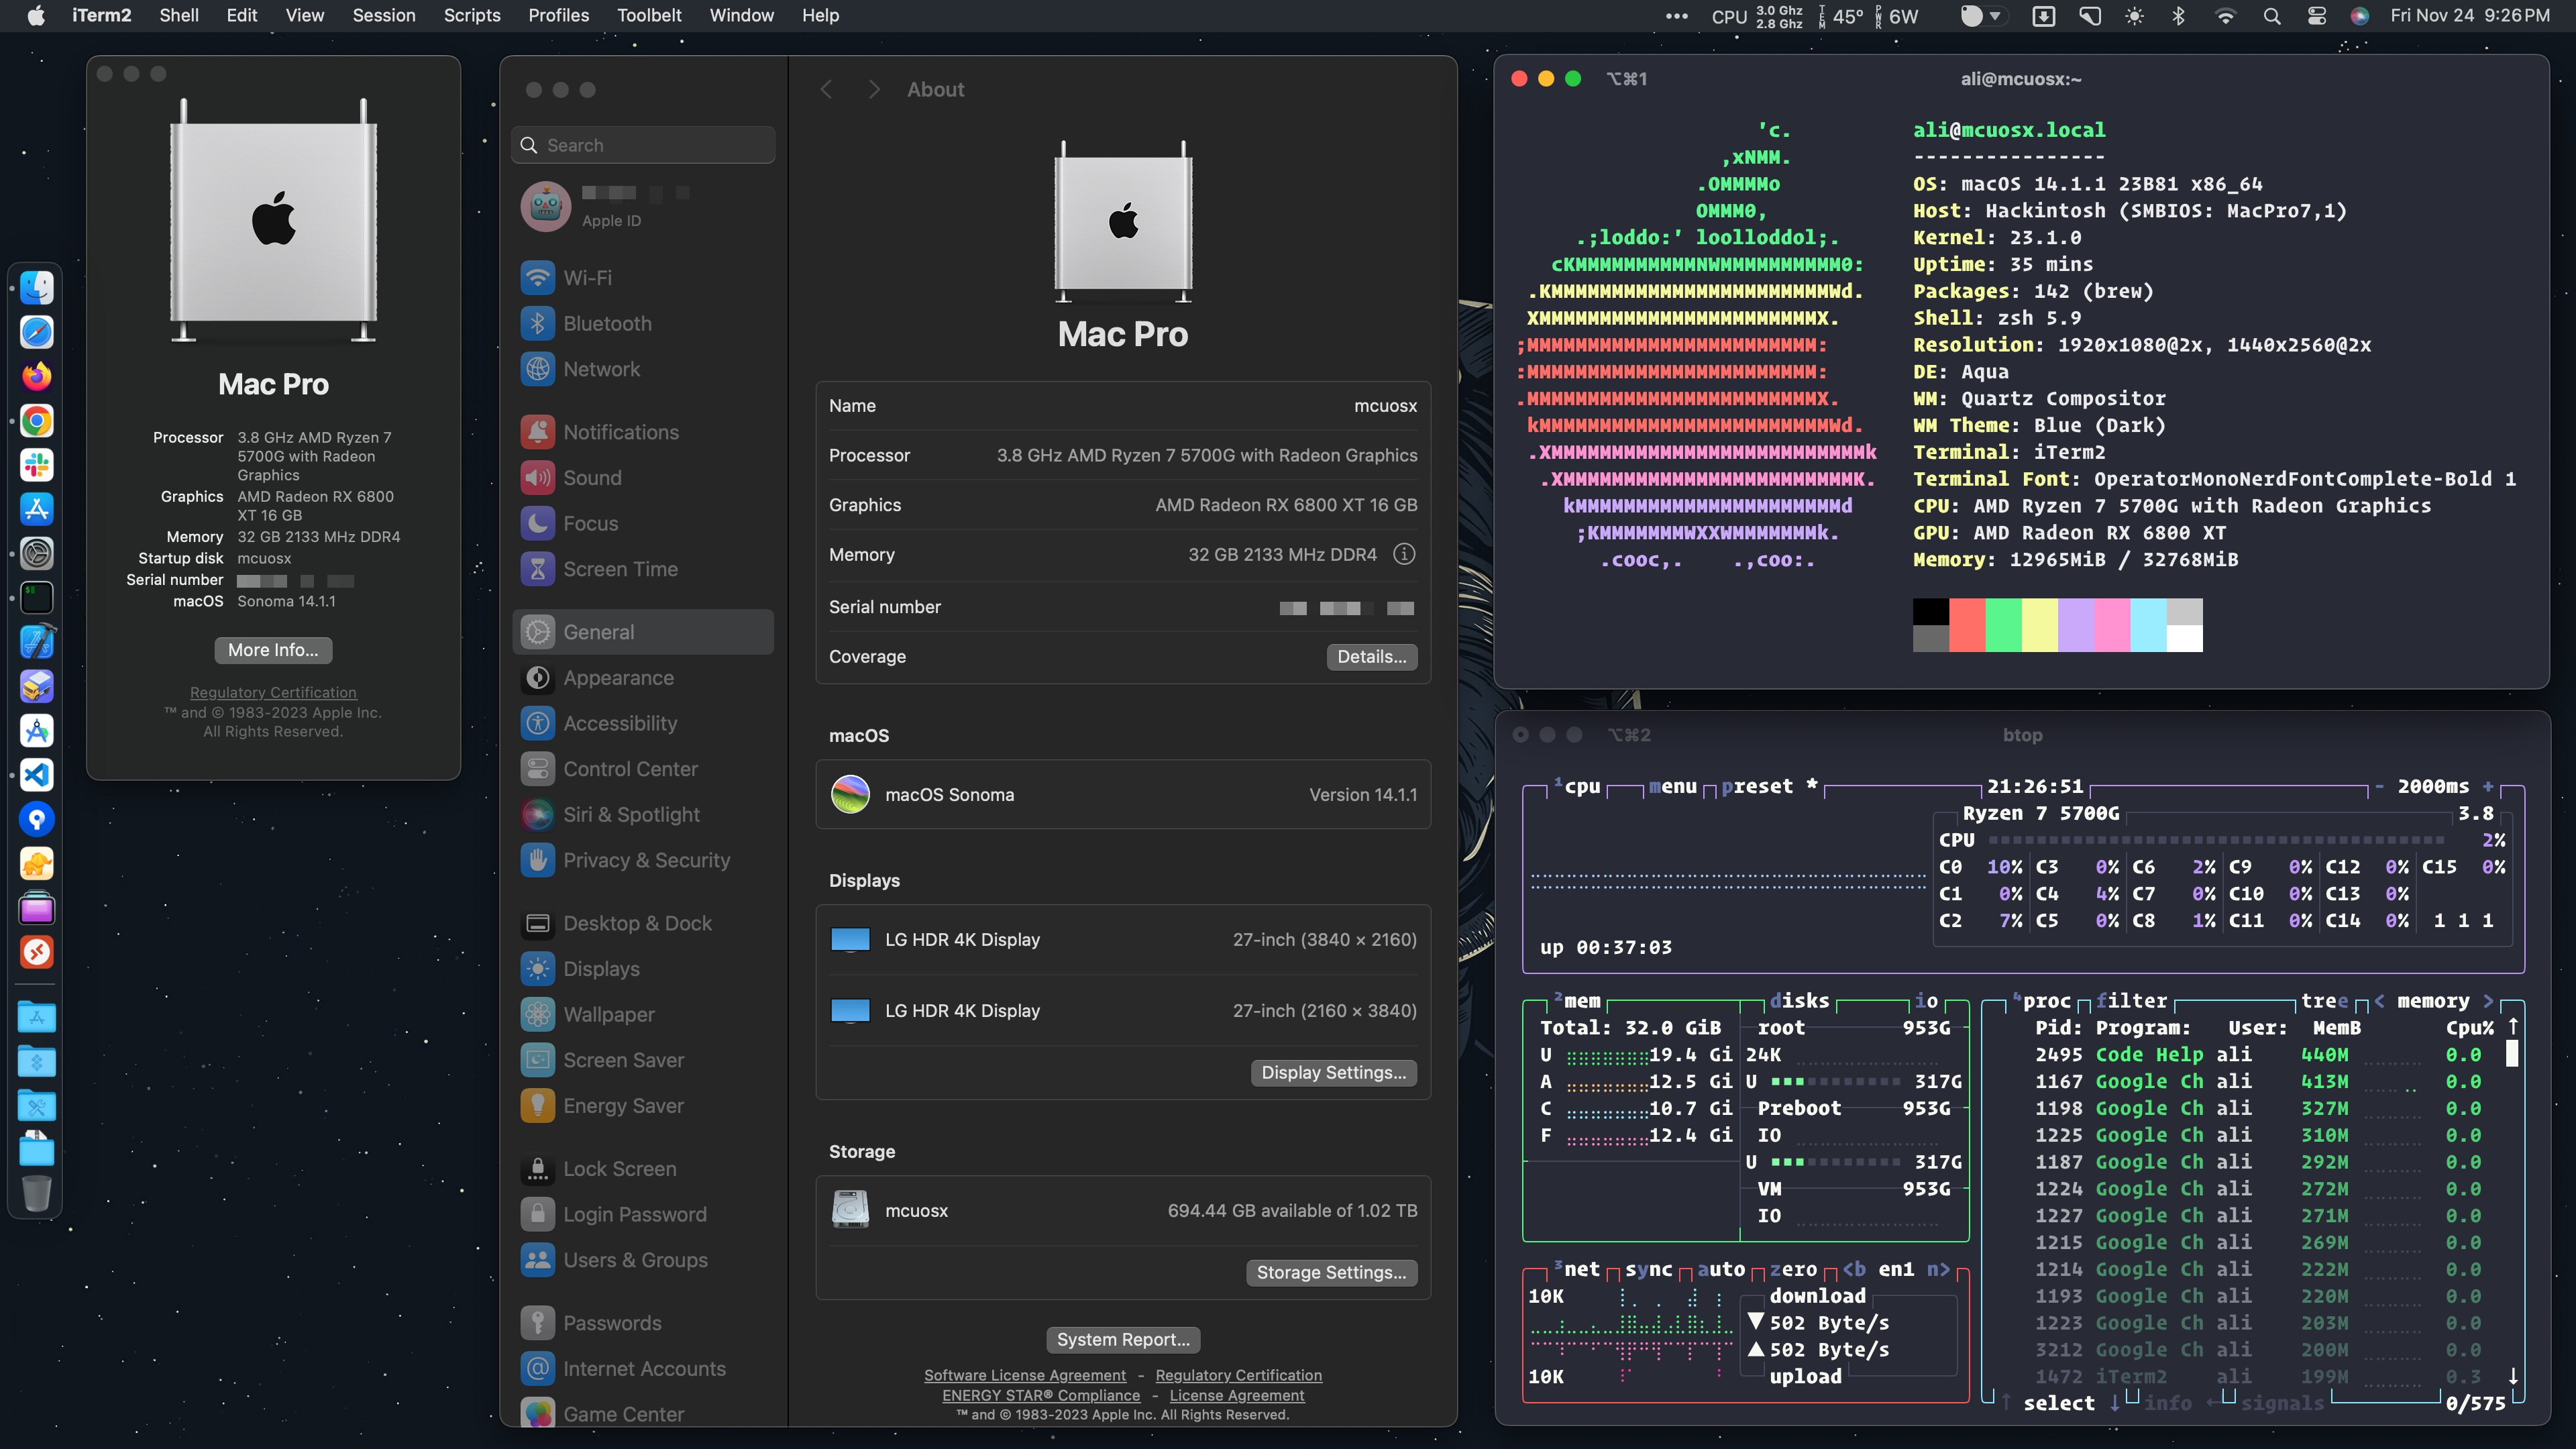 iTerm2 Shell Edit View Session Scripts Profiles Toolbelt Window Help
••• CPU 3.0 Ghz 2.8 Ghz TEM 45° PWR 6W Fri Nov 24 9:26 PM
Mac Pro
Processor 3.8 GHz AMD Ryzen 7
5700G with Radeon
Graphics
Graphics AMD Radeon RX 6800
XT 16 GB
Memory 32 GB 2133 MHz DDR4
Startup disk mcuosx
Serial number
macOS Sonoma 14.1.1
More Info...
Regulatory Certification
™ and © 1983-2023 Apple Inc.
All Rights Reserved.
Search
Apple ID
Wi-Fi
Bluetooth
Network
Notifications
Sound
Focus
Screen Time
General
Appearance
Accessibility
Control Center
Siri & Spotlight
Privacy & Security
Desktop & Dock
Displays
Wallpaper
Screen Saver
Energy Saver
Lock Screen
Login Password
Users & Groups
Passwords
Internet Accounts
Game Center
About
Mac Pro
Name mcuosx
Processor 3.8 GHz AMD Ryzen 7 5700G with Radeon Graphics
Graphics AMD Radeon RX 6800 XT 16 GB
Memory 32 GB 2133 MHz DDR4
Serial number
Coverage Details...
macOS
macOS Sonoma Version 14.1.1
Displays
LG HDR 4K Display 27-inch (3840 × 2160)
LG HDR 4K Display 27-inch (2160 × 3840)
Display Settings...
Storage
mcuosx 694.44 GB available of 1.02 TB
Storage Settings...
System Report...
Software License Agreement - Regulatory Certification
ENERGY STAR® Compliance - License Agreement
™ and © 1983-2023 Apple Inc. All Rights Reserved.
⌥⌘1 ali@mcuosx:~
'c.
,xNMM.
.OMMMMo
OMMM0,
.;loddo:' loolloddol;.
cKMMMMMMMMMMNWMMMMMMMMMM0:
.KMMMMMMMMMMMMMMMMMMMMMMMWd.
XMMMMMMMMMMMMMMMMMMMMMMMX.
;MMMMMMMMMMMMMMMMMMMMMMMM:
:MMMMMMMMMMMMMMMMMMMMMMMM:
.MMMMMMMMMMMMMMMMMMMMMMMMX.
kMMMMMMMMMMMMMMMMMMMMMMMMWd.
.XMMMMMMMMMMMMMMMMMMMMMMMMMMk
.XMMMMMMMMMMMMMMMMMMMMMMMMK.
kMMMMMMMMMMMMMMMMMMMMMMd
;KMMMMMMMWXXWMMMMMMMk.
.cooc,. .,coo:.
ali@mcuosx.local
----------------
OS: macOS 14.1.1 23B81 x86_64
Host: Hackintosh (SMBIOS: MacPro7,1)
Kernel: 23.1.0
Uptime: 35 mins
Packages: 142 (brew)
Shell: zsh 5.9
Resolution: 1920x1080@2x, 1440x2560@2x
DE: Aqua
WM: Quartz Compositor
WM Theme: Blue (Dark)
Terminal: iTerm2
Terminal Font: OperatorMonoNerdFontComplete-Bold 1
CPU: AMD Ryzen 7 5700G with Radeon Graphics
GPU: AMD Radeon RX 6800 XT
Memory: 12965MiB / 32768MiB
⌥⌘2 btop
¹cpu menu preset * 21:26:51 - 2000ms +
Ryzen 7 5700G 3.8
CPU 2%
C0 10% C3 0% C6 2% C9 0% C12 0% C15 0%
C1 0% C4 4% C7 0% C10 0% C13 0%
C2 7% C5 0% C8 1% C11 0% C14 0% 1 1 1
up 00:37:03
²mem
Total: 32.0 GiB
U 19.4 Gi
A 12.5 Gi
C 10.7 Gi
F 12.4 Gi
disks io
root 953G
24K
U 317G
Preboot 953G
IO
U 317G
VM 953G
IO
³net sync auto zero <b en1 n>
10K
download
▼ 502 Byte/s
▲ 502 Byte/s
10K upload
⁴proc filter tree < memory >
Pid: Program: User: MemB Cpu% ↑
2495 Code Help ali 440M 0.0
1167 Google Ch ali 413M 0.0
1198 Google Ch ali 327M 0.0
1225 Google Ch ali 310M 0.0
1187 Google Ch ali 292M 0.0
1224 Google Ch ali 272M 0.0
1227 Google Ch ali 271M 0.0
1215 Google Ch ali 269M 0.0
1214 Google Ch ali 222M 0.0
1193 Google Ch ali 220M 0.0
1223 Google Ch ali 203M 0.0
3212 Google Ch ali 200M 0.0
1472 iTerm2 ali 199M 0.3 ↓
↑ select ↓ info ↵ signals 0/575